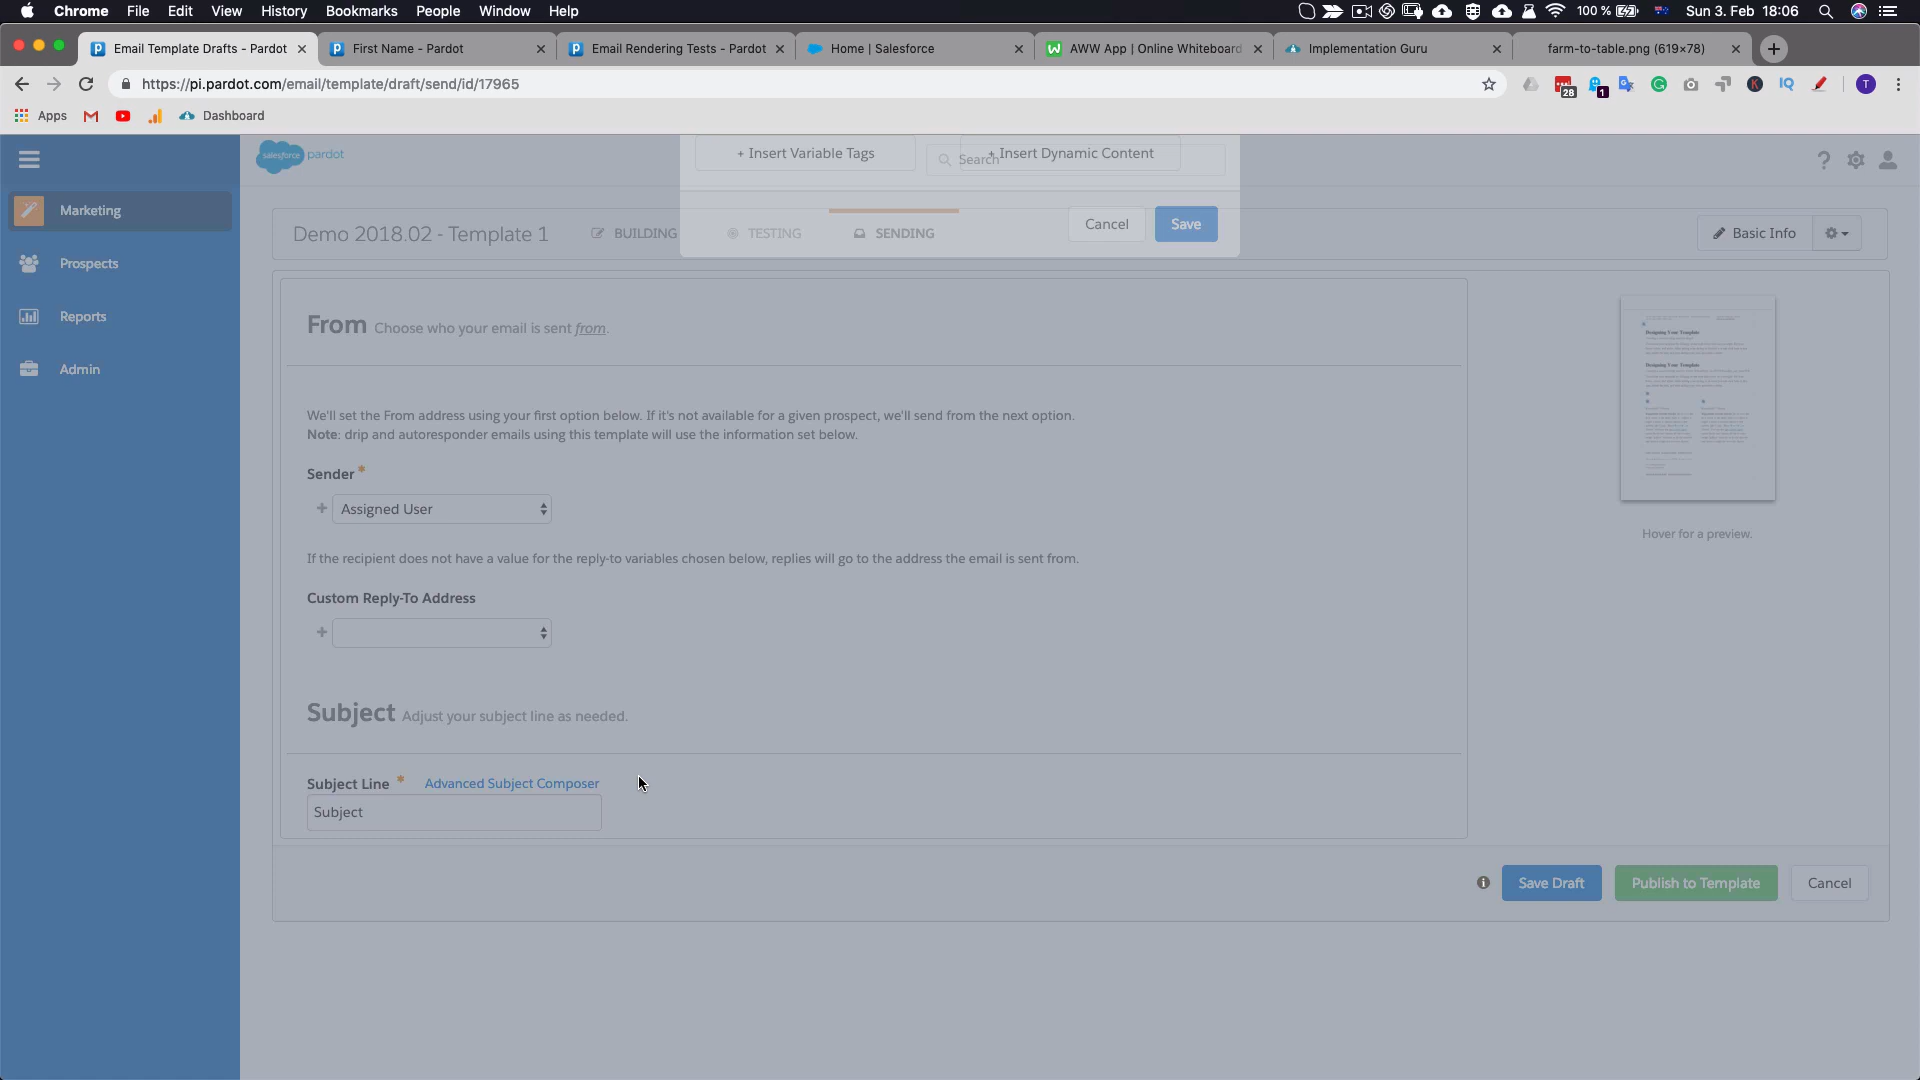 Chrome File Edit View History Bookmarks People Window Help 100 % Sun 3. Feb 18:06
Email Template Drafts - Pardot First Name - Pardot Email Rendering Tests - Pardot Home | Salesforce AWW App | Online Whiteboard Implementation Guru farm-to-table.png (619×78)
https://pi.pardot.com/email/template/draft/send/id/17965 28 1 T
Apps Dashboard
salesforce pardot
+ Insert Variable Tags Search + Insert Dynamic Content
Marketing
Cancel Save
Demo 2018.02 - Template 1 BUILDING TESTING SENDING Basic Info
Prospects
Reports
Admin
From Choose who your email is sent from.
We'll set the From address using your first option below. If it's not available for a given prospect, we'll send from the next option.
Note: drip and autoresponder emails using this template will use the information set below.
Sender *
Assigned User
Designing Your Template
Designing Your Template
Hover for a preview.
If the recipient does not have a value for the reply-to variables chosen below, replies will go to the address the email is sent from.
Custom Reply-To Address
Subject Adjust your subject line as needed.
Subject Line * Advanced Subject Composer
Subject
Save Draft Publish to Template Cancel